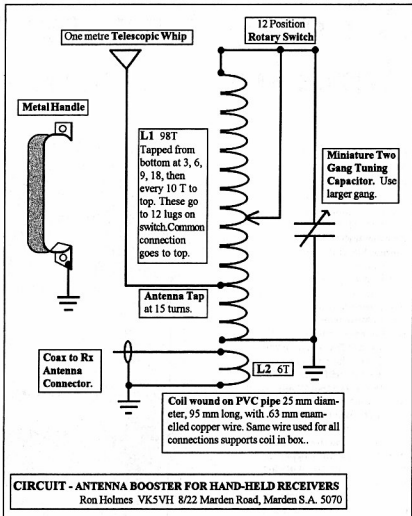 12 Position
Rotary Switch
One metre Telescopic Whip
Metal Handle
L1 98T
Tapped from
bottom at 3, 6,
9, 18, then
every 10 T to
top. These go
to 12 lugs on
switch.Common
connection
goes to top.
Miniature Two
Gang Tuning
Capacitor. Use
larger gang.
Antenna Tap
at 15 turns.
Coax to Rx
Antenna
Connector.
L2 6T
Coil wound on PVC pipe 25 mm diam-
eter, 95 mm long, with .63 mm enam-
elled copper wire. Same wire used for all
connections supports coil in box..
CIRCUIT - ANTENNA BOOSTER FOR HAND-HELD RECEIVERS
Ron Holmes VK5VH 8/22 Marden Road, Marden S.A. 5070